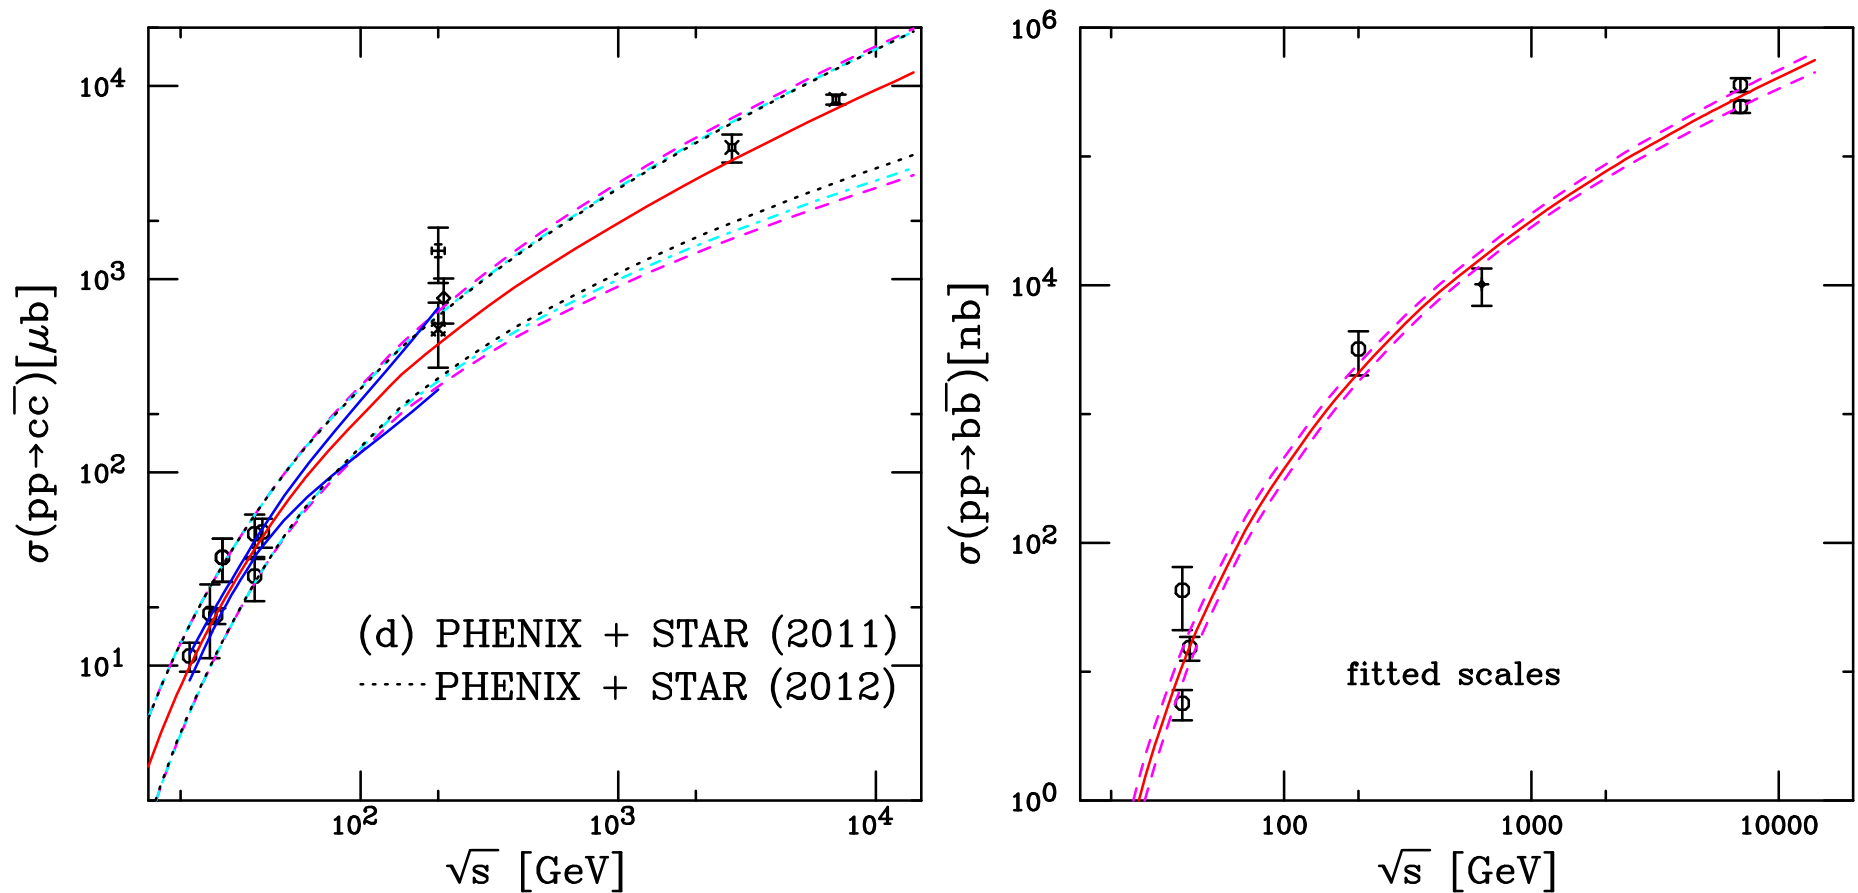 10⁴
10³
10²
10¹
σ(pp→cc̅)[μb]
(d) PHENIX + STAR (2011)
PHENIX + STAR (2012)
10² 10³ 10⁴
√s [GeV]
10⁶
10⁴
10²
10⁰
σ(pp→bb̅)[nb]
fitted scales
100 1000 10000
√s [GeV]